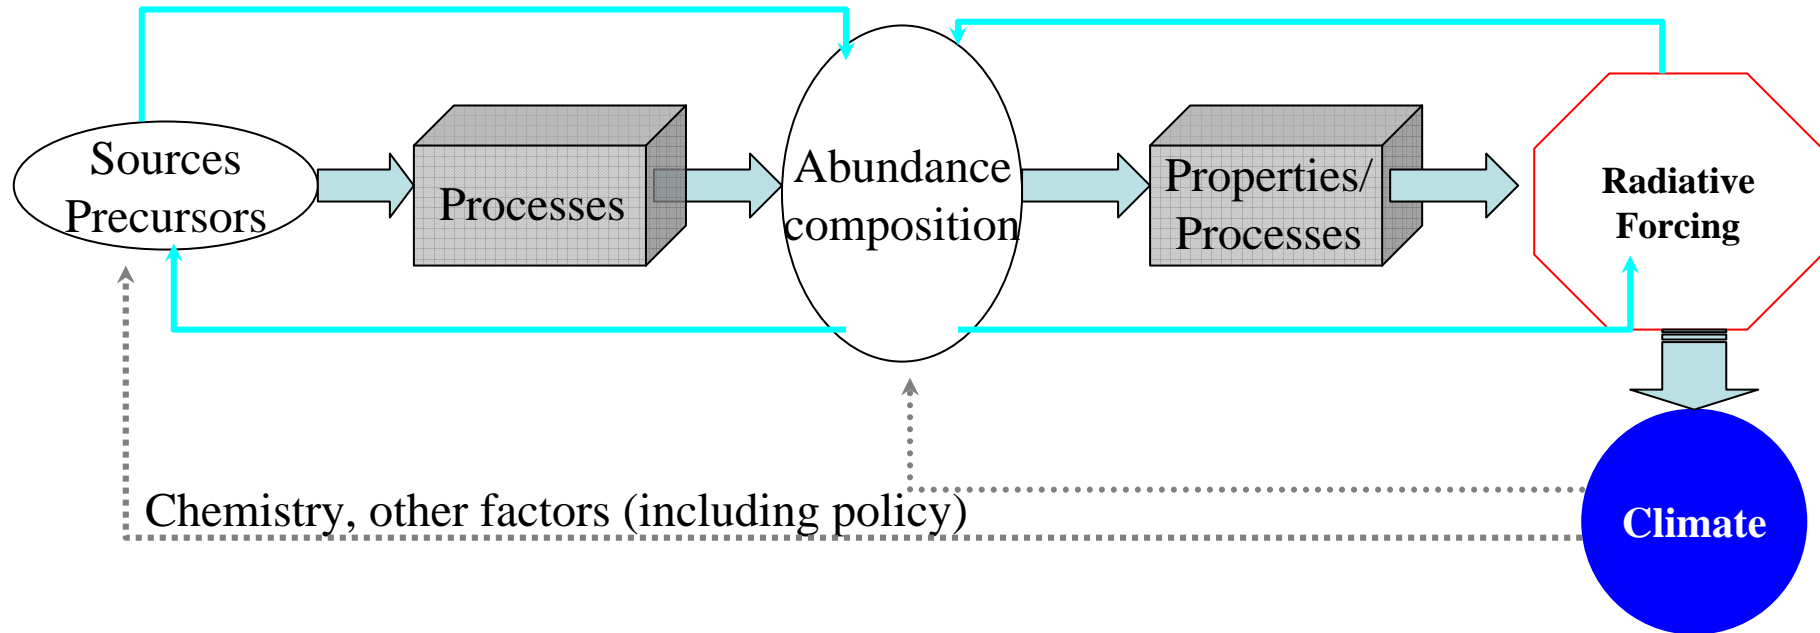 Sources
Precursors
Processes
Abundance
composition
Properties/
Processes
Radiative
Forcing
Chemistry, other factors (including policy)
Climate